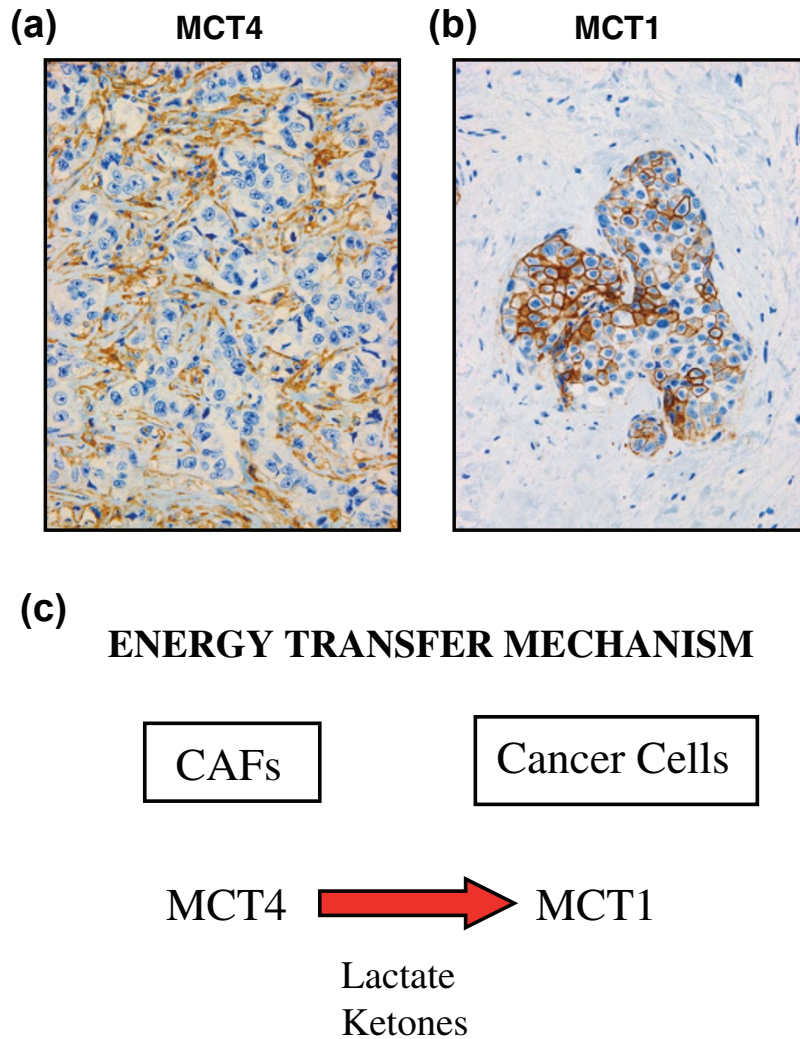 (a) MCT4
(b) MCT1
(c)
ENERGY TRANSFER MECHANISM
CAFs
Cancer Cells
MCT4
MCT1
Lactate
Ketones